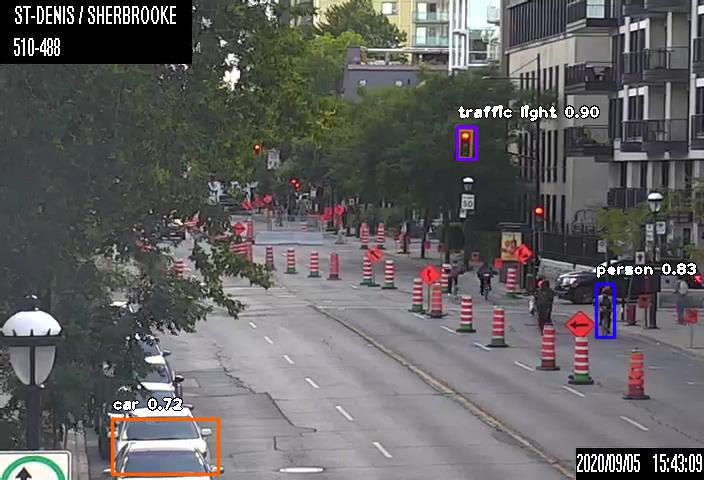 ST-DENIS / SHERBROOKE
510-488
traffic light 0.90
50
person 0.83
car 0.72
2020/09/05 15:43:09